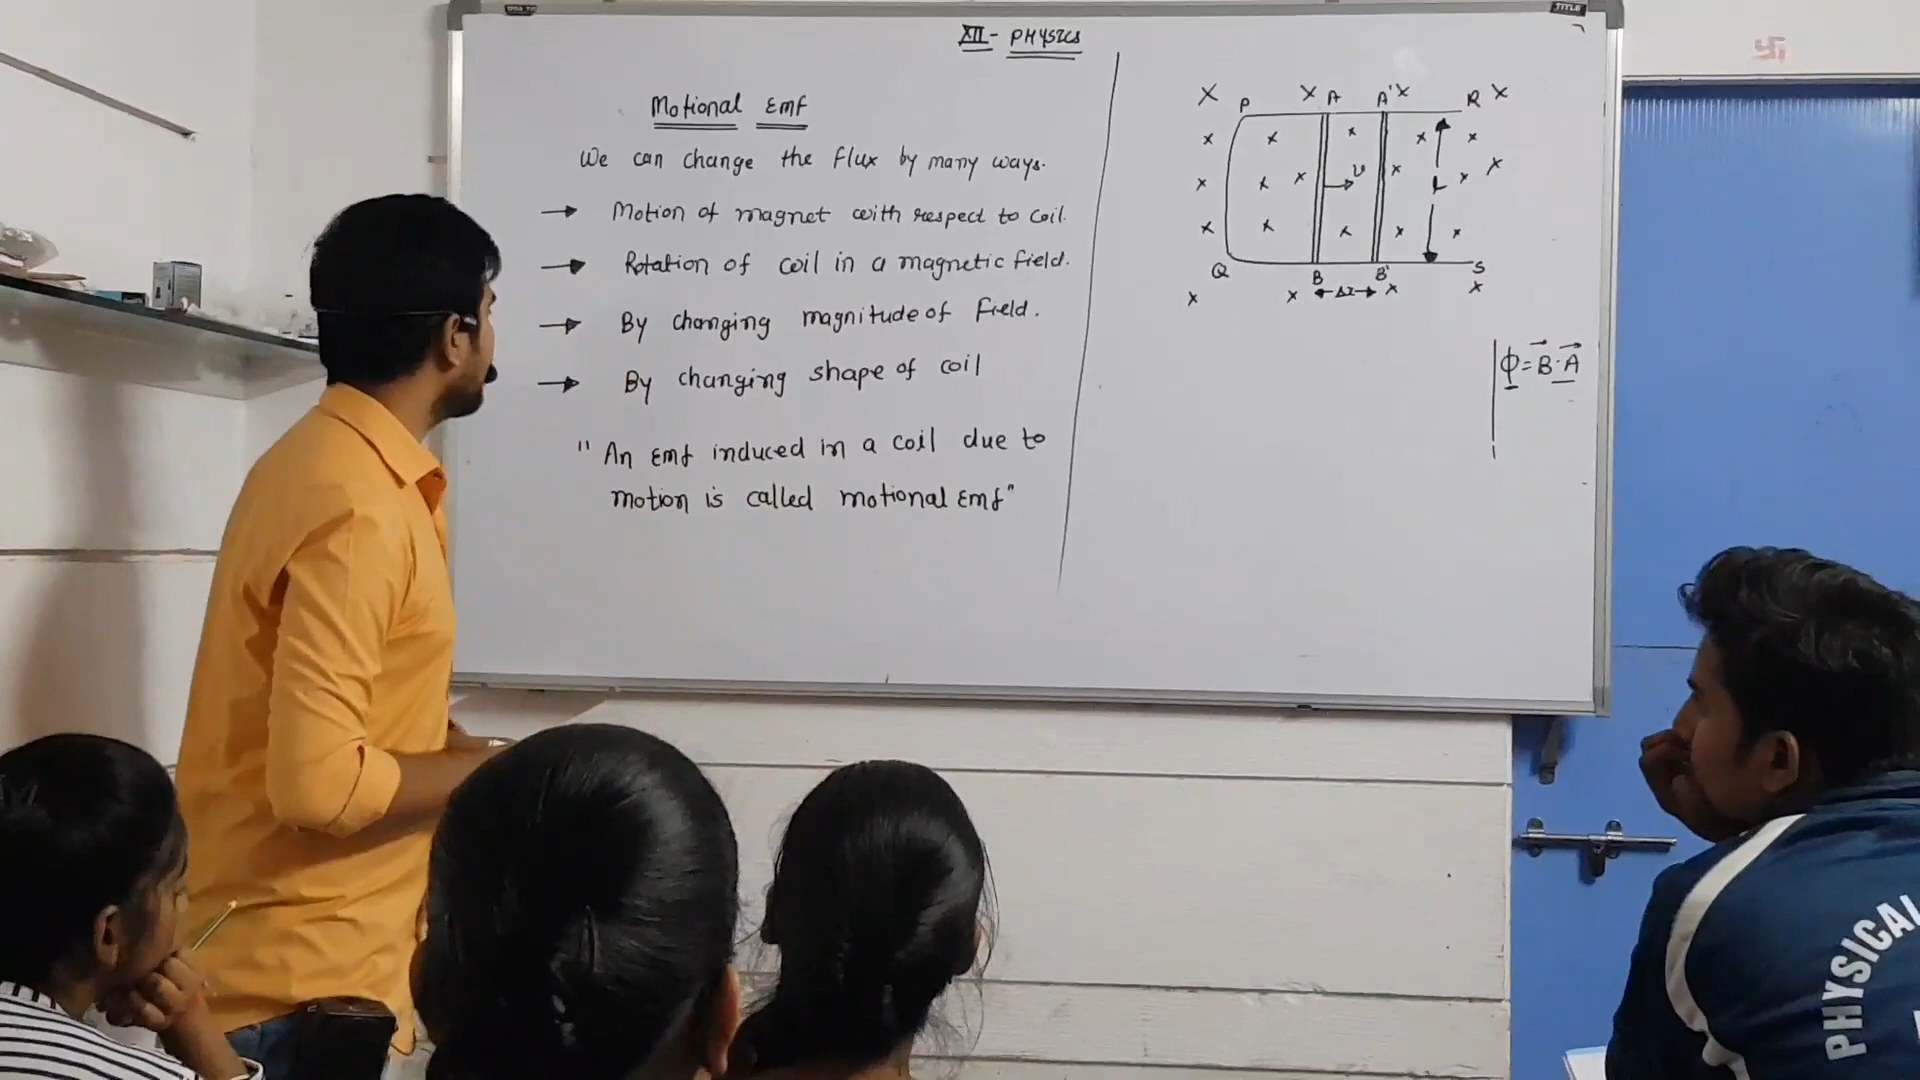 XII - PHYSICS
Motional Emf
We can change the flux by many ways.
→ Motion of magnet with respect to coil.
→ Rotation of coil in a magnetic field.
→ By changing magnitude of Field.
→ By changing shape of coil
" An Emf induced in a coil due to
motion is called motional Emf"
X P X A A' X R X
x x x x x
x x x v x L x x
x x x x x
Q B B' S
x x Δx x x
ϕ = B⃗ · A⃗
TITLE
PHYSICAL